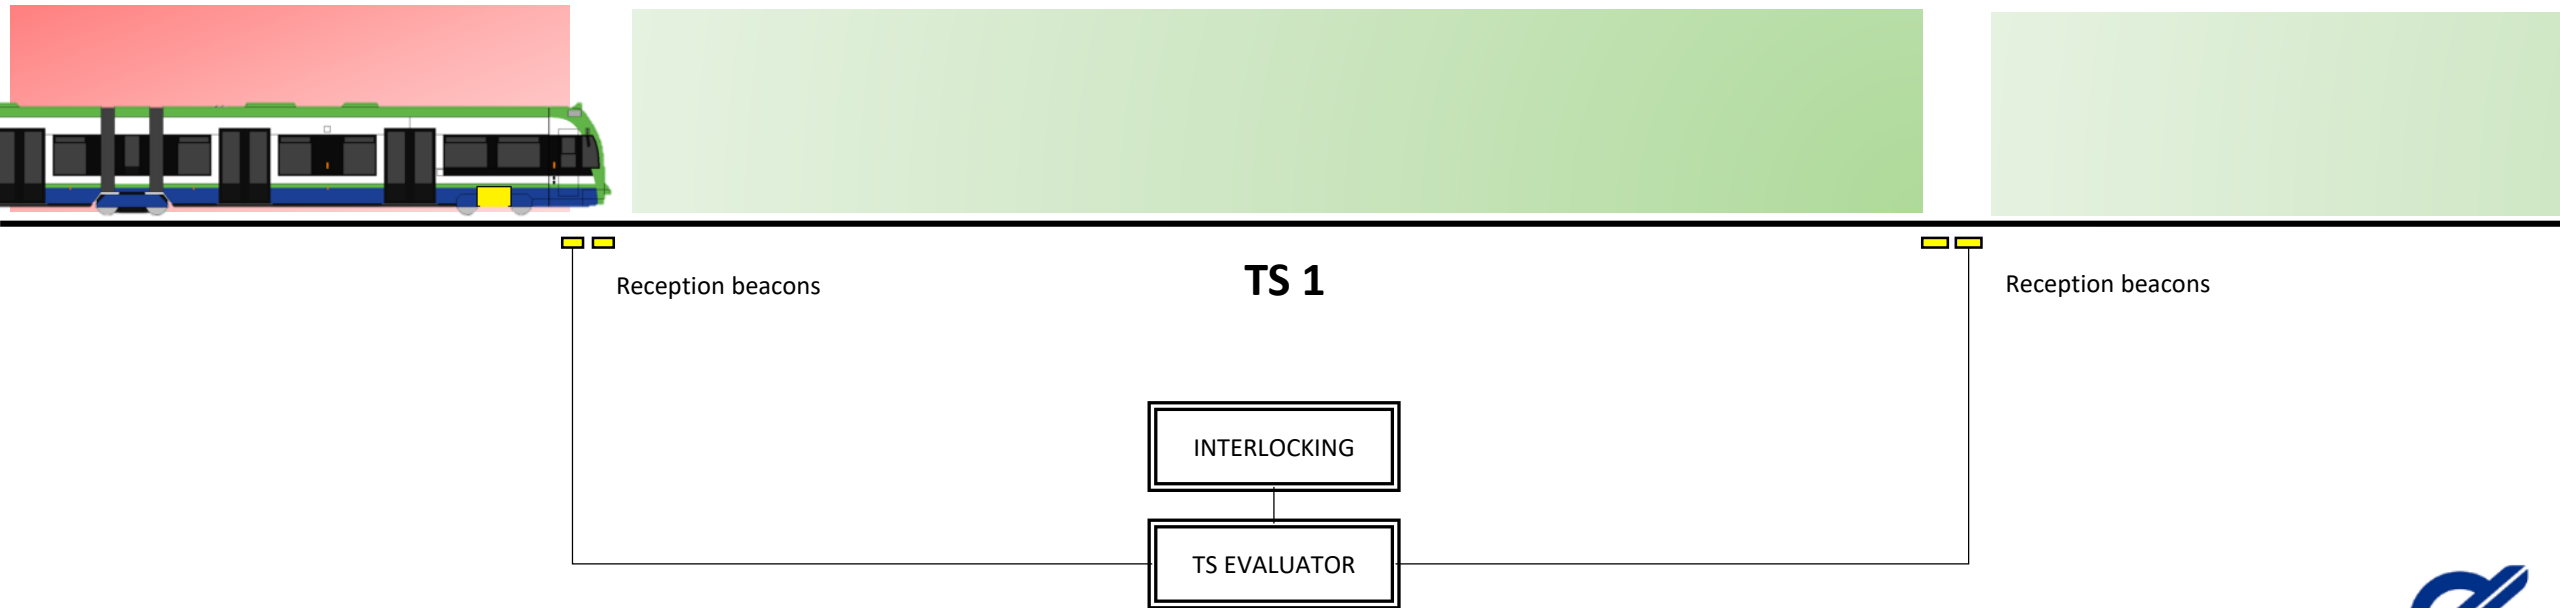 TS 1
Reception beacons
Reception beacons
INTERLOCKING
TS EVALUATOR